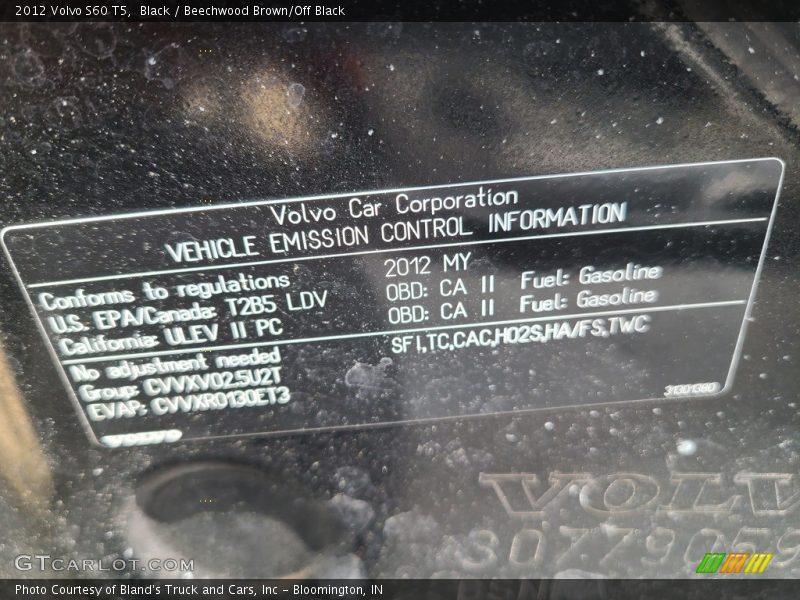 2012 Volvo S60 T5, Black / Beechwood Brown/Off Black
Volvo Car Corporation
VEHICLE EMISSION CONTROL INFORMATION
Conforms to regulations 2012 MY
U.S. EPA/Canada: T2B5 LDV OBD: CA II Fuel: Gasoline
California: ULEV II PC OBD: CA II Fuel: Gasoline
No adjustment needed SFI,TC,CAC,HO2S,HA/FS,TWC
Group: CVVXV02.5U2T
EVAP: CVVXR0130ET3
31301380
VOLV
30779059
GTCARLOT.COM
Photo Courtesy of Bland's Truck and Cars, Inc – Bloomington, IN